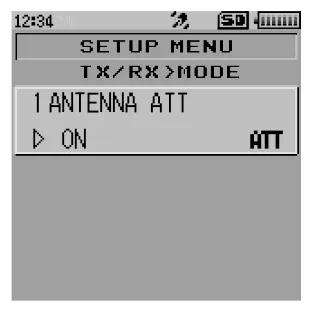 12:34 SD
SETUP MENU
TX/RX>MODE
1 ANTENNA ATT
▷ ON ATT